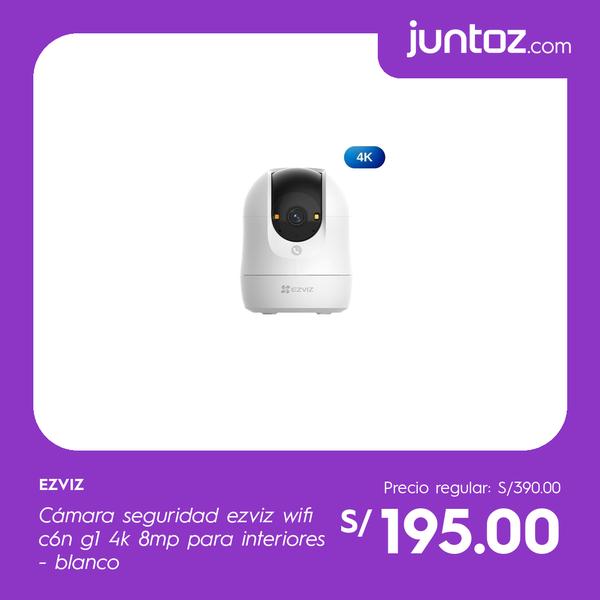 juntoz.com
4K
EZVIZ
EZVIZ
Cámara seguridad ezviz wifi
c6n g1 4k 8mp para interiores
- blanco
Precio regular: S/390.00
S/195.00